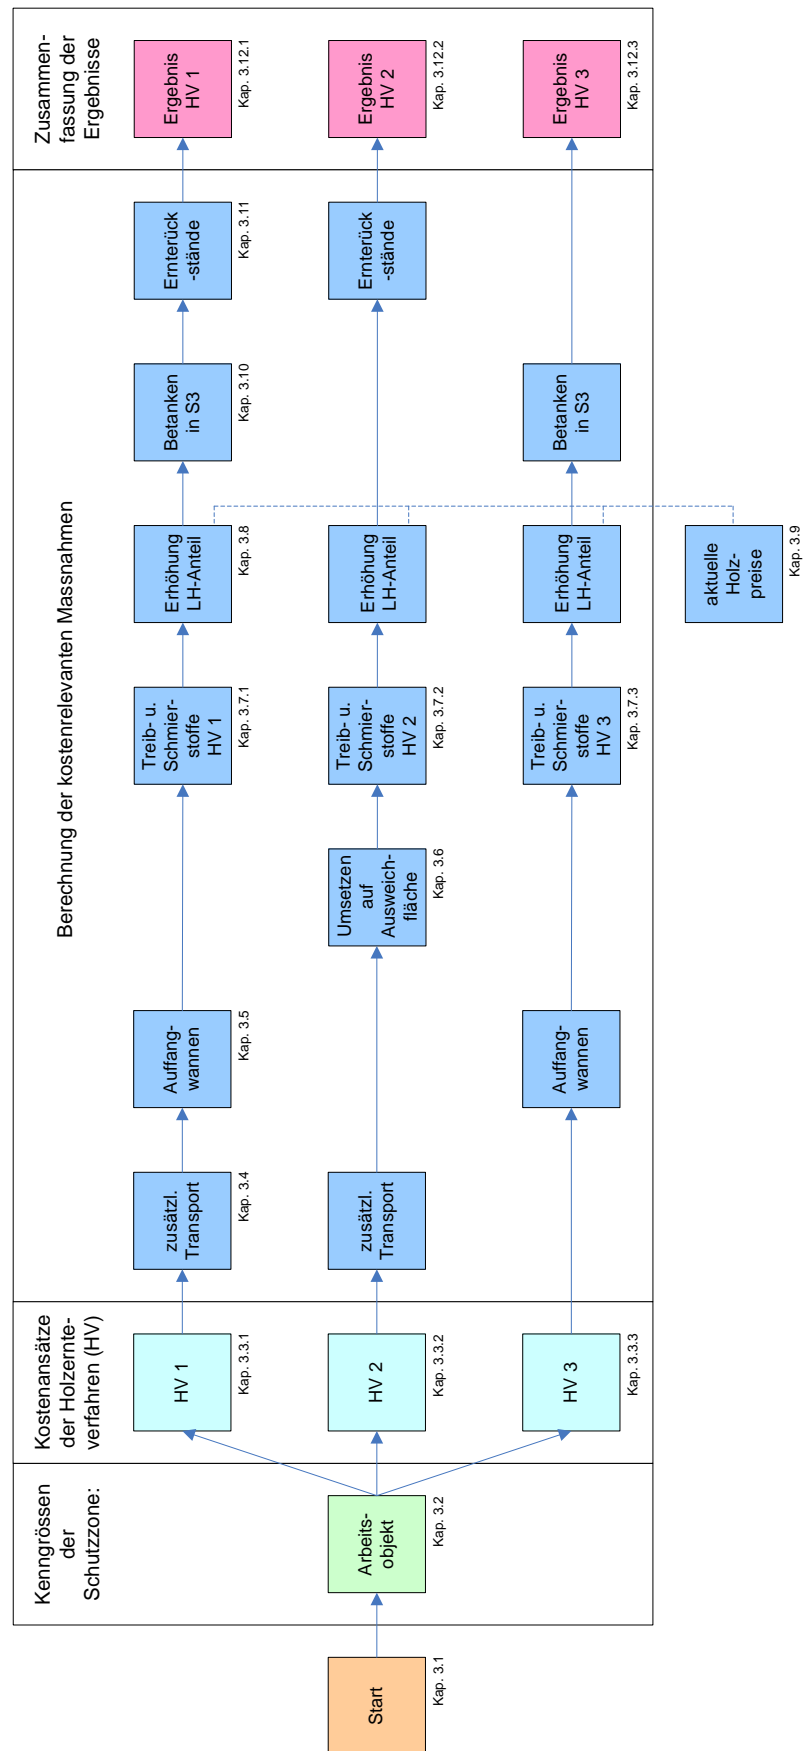 Kenngrössen
der
Schutzzone:
Kostenansätze
der Holzernte-
verfahren (HV)
Berechnung der kostenrelevanten Massnahmen
Zusammen-
fassung der
Ergebnisse
Start
Kap. 3.1
Arbeits-
objekt
Kap. 3.2
HV 1
Kap. 3.3.1
zusätzl.
Transport
Kap. 3.4
Auffang-
wannen
Kap. 3.5
Treib- u.
Schmier-
stoffe
HV 1
Kap. 3.7.1
Erhöhung
LH-Anteil
Kap. 3.8
Betanken
in S3
Kap. 3.10
Ernterück
-stände
Kap. 3.11
Ergebnis
HV 1
Kap. 3.12.1
HV 2
Kap. 3.3.2
zusätzl.
Transport
Umsetzen
auf
Ausweich-
fläche
Kap. 3.6
Treib- u.
Schmier-
stoffe
HV 2
Kap. 3.7.2
Erhöhung
LH-Anteil
Ernterück
-stände
Ergebnis
HV 2
Kap. 3.12.2
HV 3
Kap. 3.3.3
Auffang-
wannen
Treib- u.
Schmier-
stoffe
HV 3
Kap. 3.7.3
Erhöhung
LH-Anteil
Betanken
in S3
Ergebnis
HV 3
Kap. 3.12.3
aktuelle
Holz-
preise
Kap. 3.9